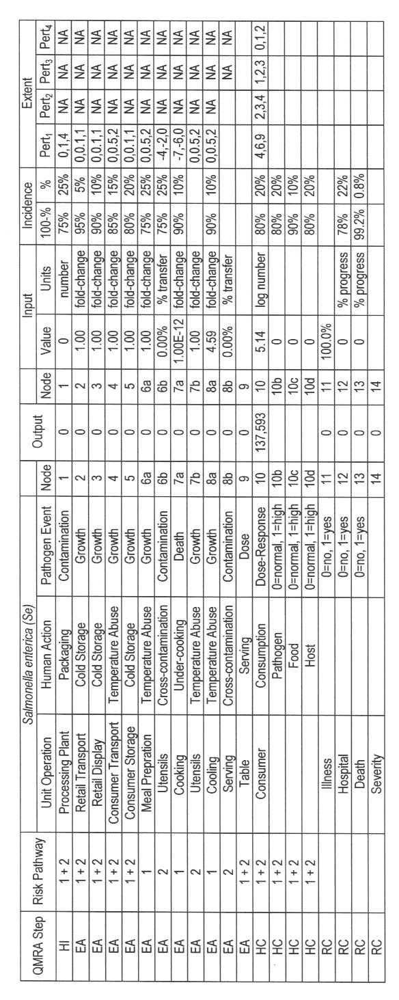 Salmonella enterica (Se) Input Incidence Extent
QMRA Step Risk Pathway Unit Operation Human Action Pathogen Event Node Output Node Value Units 100-% % Pert1 Pert2 Pert3 Pert4
HI 1 + 2 Processing Plant Packaging Contamination 1 0 1 0 number 75% 25% 0,1,4 NA NA NA
EA 1 + 2 Retail Transport Cold Storage Growth 2 0 2 1.00 fold-change 95% 5% 0,0.1,1 NA NA NA
EA 1 + 2 Retail Display Cold Storage Growth 3 0 3 1.00 fold-change 90% 10% 0,0.1,1 NA NA NA
EA 1 + 2 Consumer Transport Temperature Abuse Growth 4 0 4 1.00 fold-change 85% 15% 0,0.5,2 NA NA NA
EA 1 + 2 Consumer Storage Cold Storage Growth 5 0 5 1.00 fold-change 80% 20% 0,0.1,1 NA NA NA
EA 1 Meal Prepration Temperature Abuse Growth 6a 0 6a 1.00 fold-change 75% 25% 0,0.5,2 NA NA NA
EA 2 Utensils Cross-contamination Contamination 6b 0 6b 0.00% % transfer 75% 25% -4,-2,0 NA NA NA
EA 1 Cooking Under-cooking Death 7a 0 7a 1.00E-12 fold-change 90% 10% -7,-6,0 NA NA NA
EA 2 Utensils Temperature Abuse Growth 7b 0 7b 1.00 fold-change 0,0.5,2 NA NA NA
EA 1 Cooling Temperature Abuse Growth 8a 0 8a 4.59 fold-change 90% 10% 0,0.5,2 NA NA NA
EA 2 Serving Cross-contamination Contamination 8b 0 8b 0.00% % transfer NA NA
EA 1 + 2 Table Serving Dose 9 0 9
HC 1 + 2 Consumer Consumption Dose-Response 10 137,593 10 5.14 log number 80% 20% 4,6,9 2,3,4 1,2,3 0,1,2
HC 1 + 2 Pathogen 0=normal, 1=high 10b 10b 0 80% 20%
HC 1 + 2 Food 0=normal, 1=high 10c 10c 0 90% 10%
HC 1 + 2 Host 0=normal, 1=high 10d 10d 0 80% 20%
RC Illness 0=no, 1=yes 11 0 11 100.0%
RC Hospital 0=no, 1=yes 12 0 12 0 % progress 78% 22%
RC Death 0=no, 1=yes 13 0 13 0 % progress 99.2% 0.8%
RC Severity 14 0 14